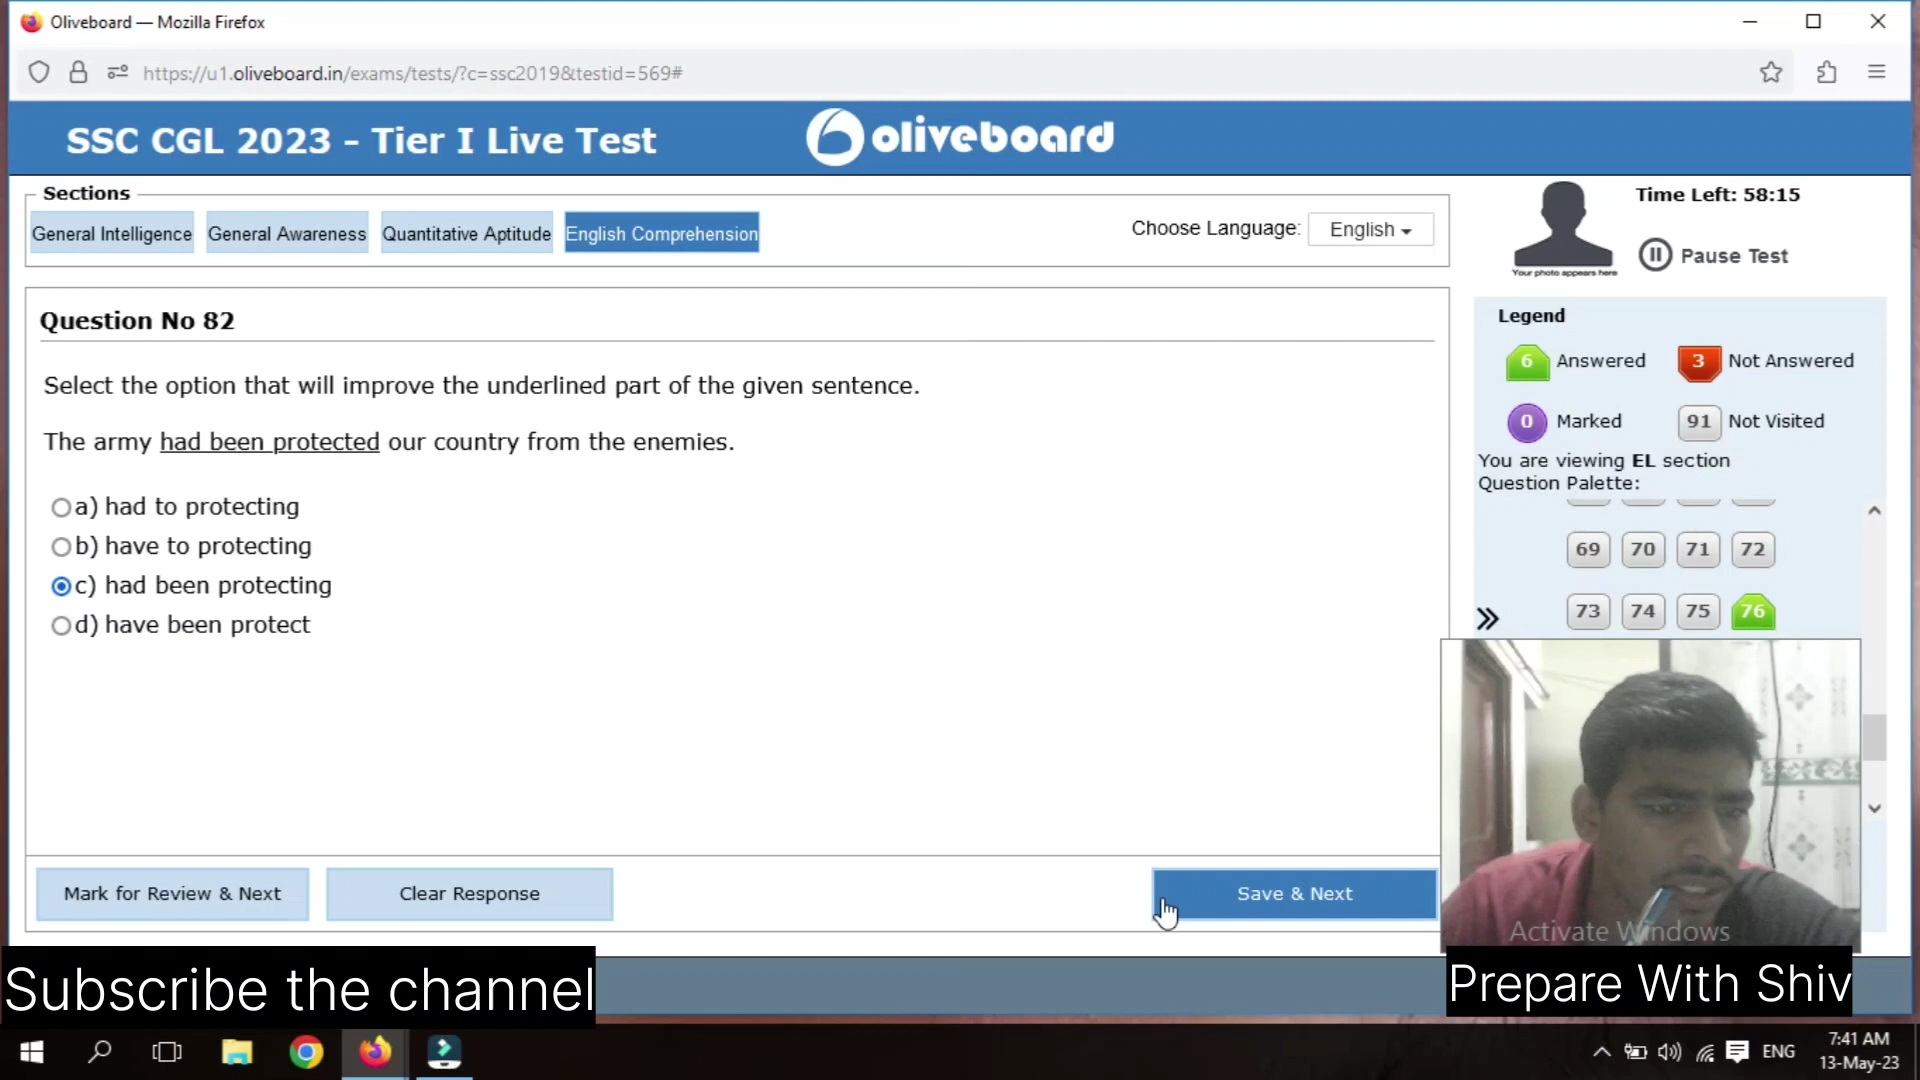 Oliveboard — Mozilla Firefox
https://u1.oliveboard.in/exams/tests/?c=ssc2019&testid=569#
SSC CGL 2023 - Tier I Live Test
oliveboard
Sections
General Intelligence
General Awareness
Quantitative Aptitude
English Comprehension
Choose Language:
English
Your photo appears here
Time Left: 58:15
Pause Test
Question No 82
Select the option that will improve the underlined part of the given sentence.
The army had been protected our country from the enemies.
a) had to protecting
b) have to protecting
c) had been protecting
d) have been protect
Legend
6 Answered
3 Not Answered
0 Marked
91 Not Visited
You are viewing EL section
Question Palette:
69 70 71 72
73 74 75 76
Mark for Review & Next
Clear Response
Save & Next
Activate Windows
Subscribe the channel
Prepare With Shiv
ENG
7:41 AM
13-May-23